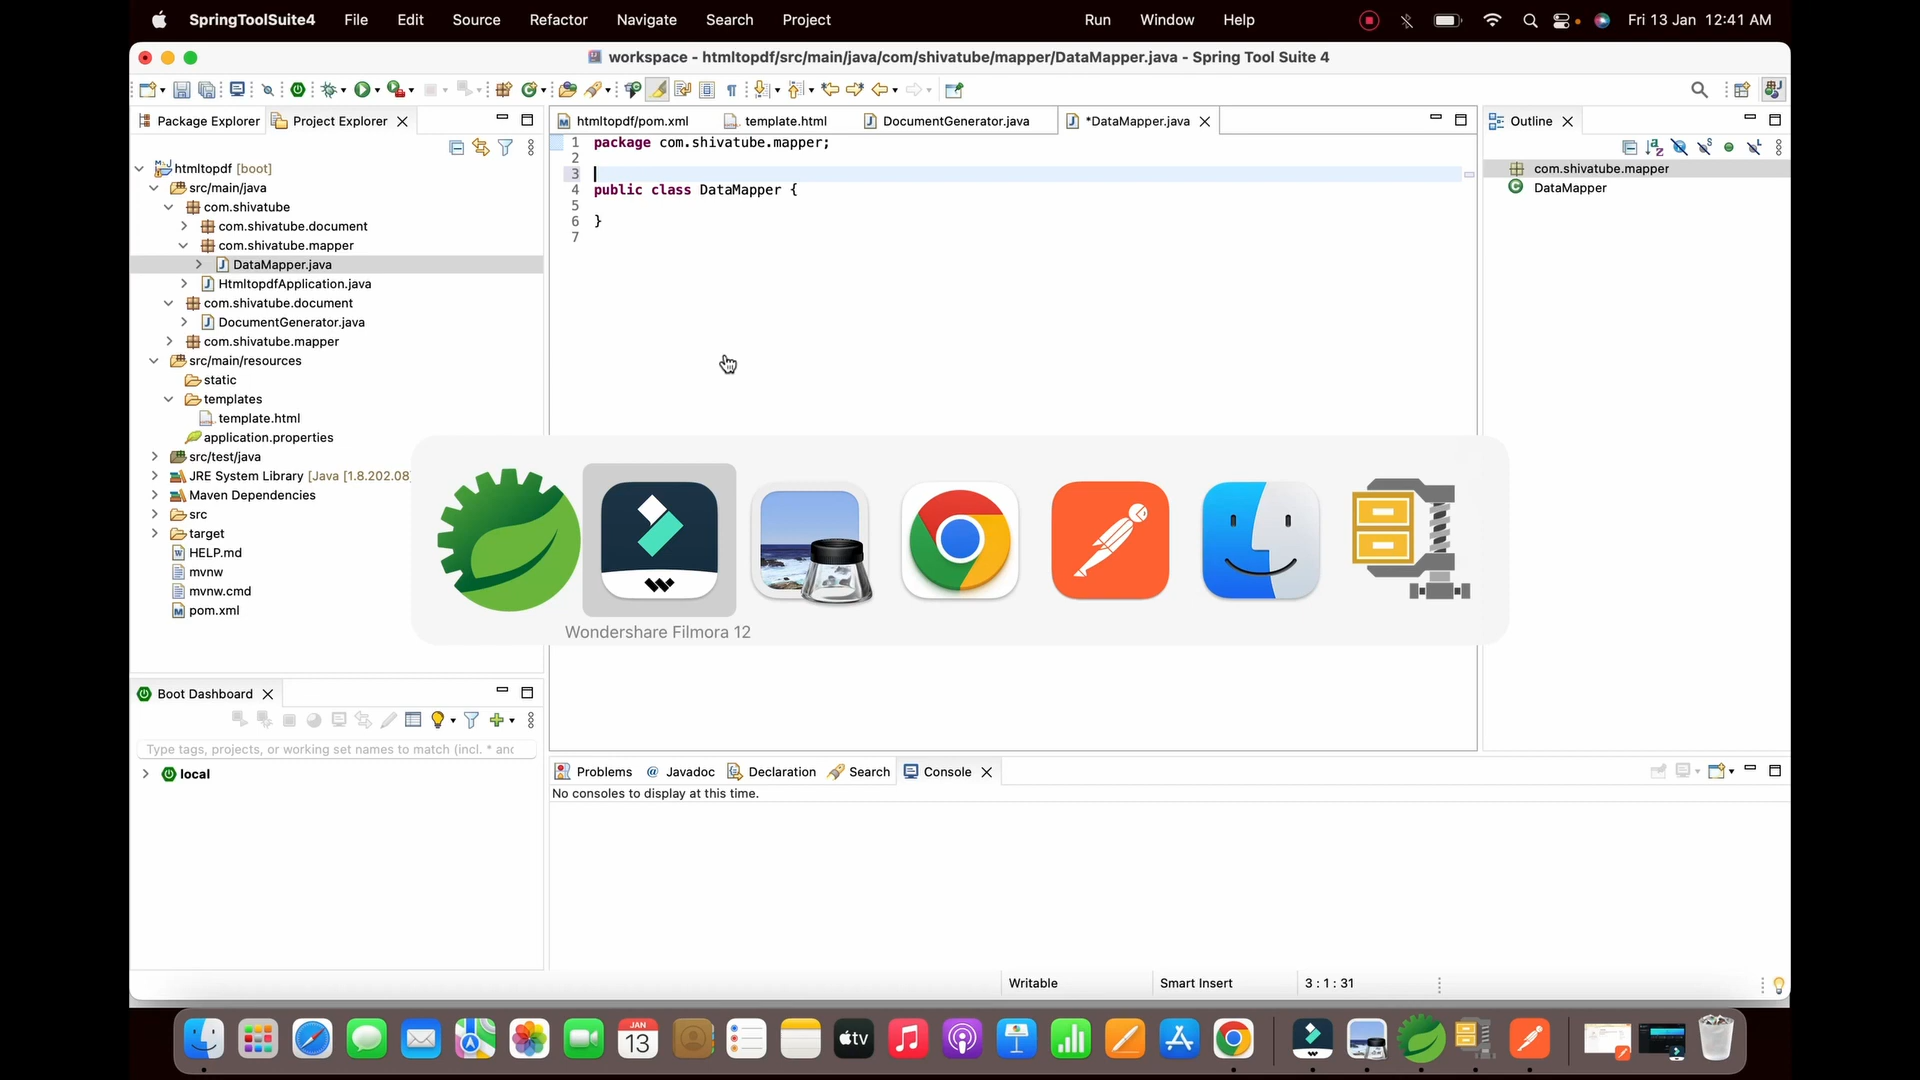 SpringToolSuite4 File Edit Source Refactor Navigate Search Project Run Window Help Fri 13 Jan 12:41 AM
workspace - htmltopdf/src/main/java/com/shivatube/mapper/DataMapper.java - Spring Tool Suite 4
Package Explorer Project Explorer
htmltopdf [boot]
src/main/java
com.shivatube
com.shivatube.document
com.shivatube.mapper
DataMapper.java
HtmltopdfApplication.java
com.shivatube.document
DocumentGenerator.java
com.shivatube.mapper
src/main/resources
static
templates
template.html
application.properties
src/test/java
JRE System Library [Java [1.8.202.08]
Maven Dependencies
src
target
HELP.md
mvnw
mvnw.cmd
pom.xml
htmltopdf/pom.xml template.html DocumentGenerator.java *DataMapper.java
1 package com.shivatube.mapper;
2
3
4 public class DataMapper {
5
6 }
7
Outline
com.shivatube.mapper
DataMapper
Wondershare Filmora 12
Boot Dashboard
Type tags, projects, or working set names to match (incl. * and
local
Problems Javadoc Declaration Search Console
No consoles to display at this time.
Writable Smart Insert 3 : 1 : 31
JAN
13
tv